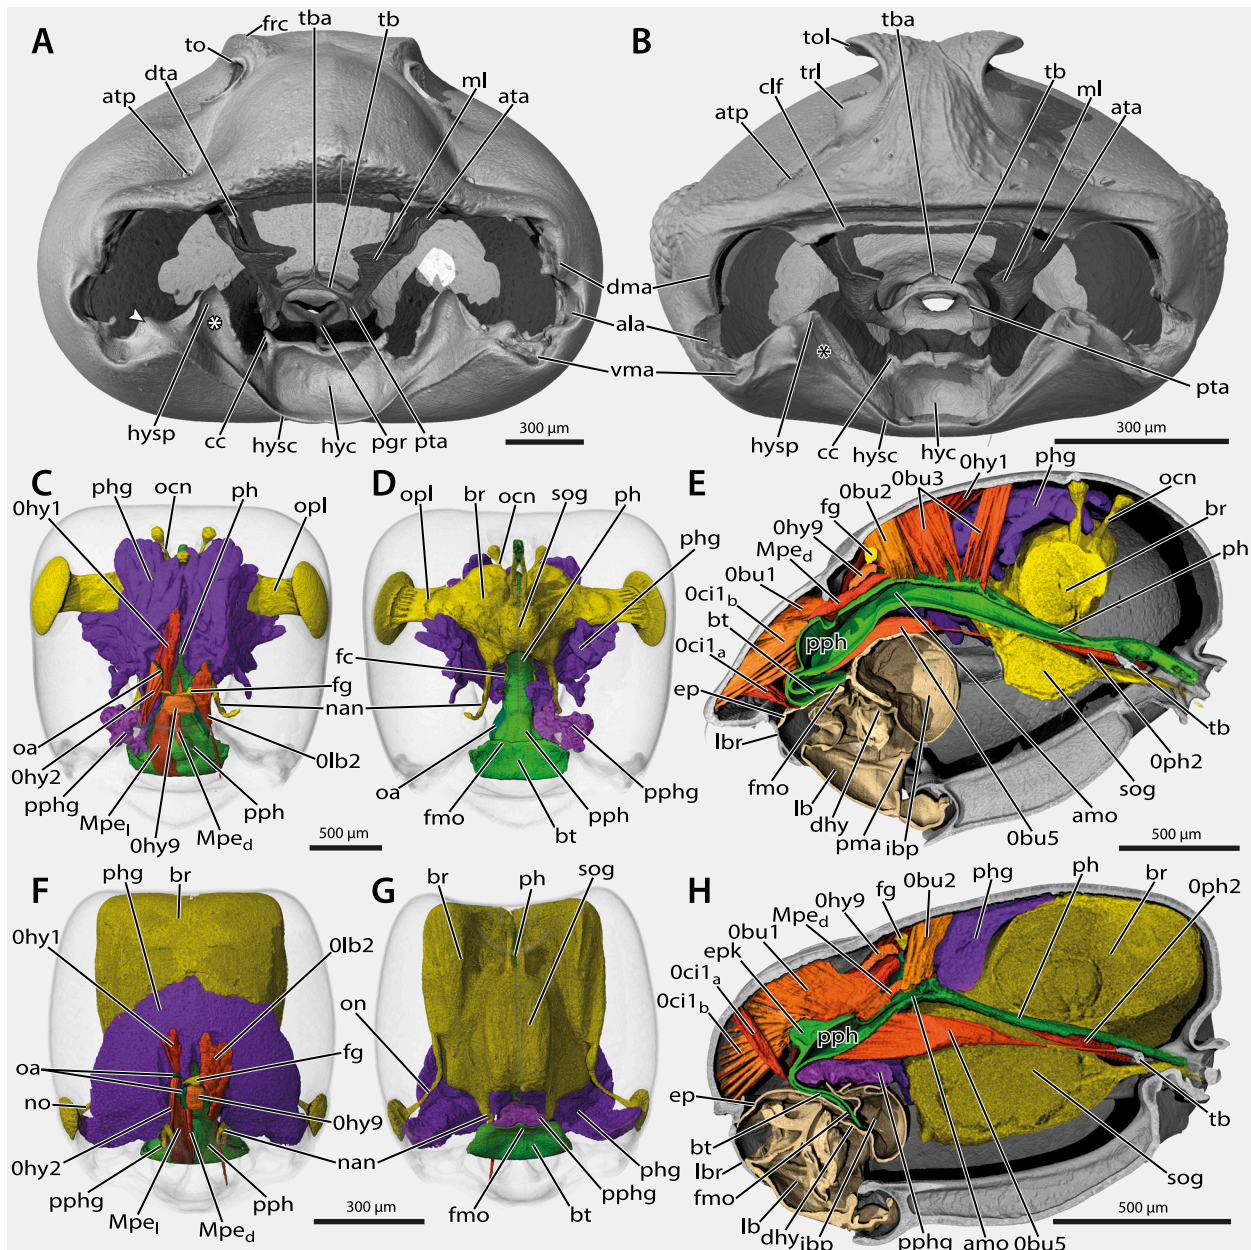 A
frc
tba
tb
to
dta
atp
ml
ata
dma
ala
vma
hysp
cc
hysc
hyc
pgr
pta
300 µm
*
B
tol
tba
trl
clf
atp
tb
ml
ata
pta
hysp
cc
hysc
hyc
300 µm
*
C
phg
ocn
ph
0hy1
opl
fg
nan
oa
0hy2
pphg
Mpel
0hy9
Mped
pph
0lb2
500 µm
D
opl
br
ocn
sog
ph
phg
fc
oa
fmo
bt
pph
pphg
E
0hy1
0bu3
phg
0bu2
fg
0hy9
Mped
0bu1
0ci1b
bt
0ci1a
ep
lbr
fmo
lb
dhy
pma
ibp
0bu5
amo
sog
0ph2
tb
ocn
br
ph
pph
500 µm
F
phg
br
0hy1
0lb2
oa
no
fg
0hy9
0hy2
pphg
Mpel
Mped
pph
nan
300 µm
G
br
ph
sog
on
phg
pphg
fmo
bt
H
0bu2
fg
0hy9
Mped
0bu1
epk
0ci1a
0ci1b
phg
ph
br
0ph2
pph
ep
bt
lbr
fmo
lb
dhy
ibp
pphg
amo
0bu5
sog
tb
500 µm